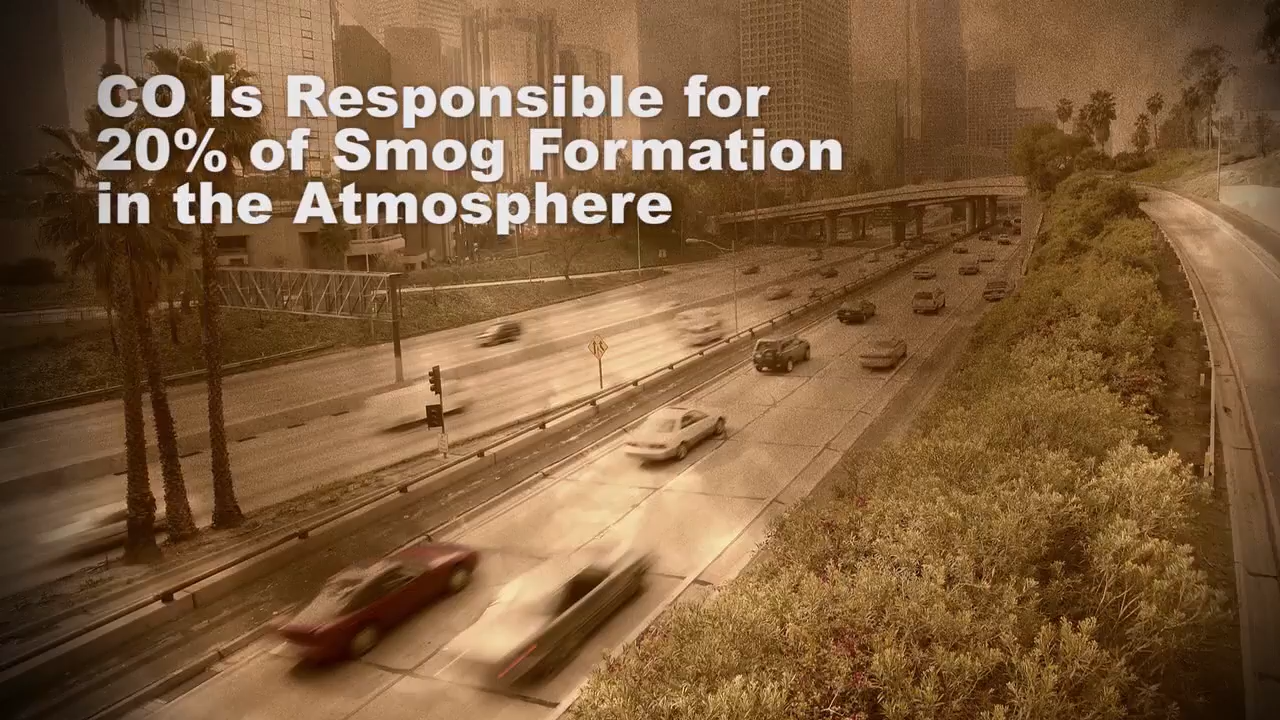 CO Is Responsible for
20% of Smog Formation
in the Atmosphere